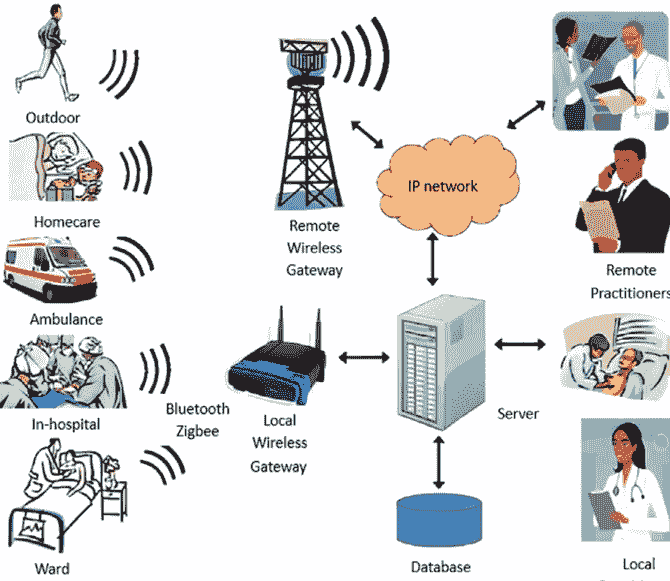 Outdoor
Homecare
Ambulance
In-hospital
Ward
Bluetooth
Zigbee
Remote
Wireless
Gateway
Local
Wireless
Gateway
IP network
Server
Database
Remote
Practitioners
Local